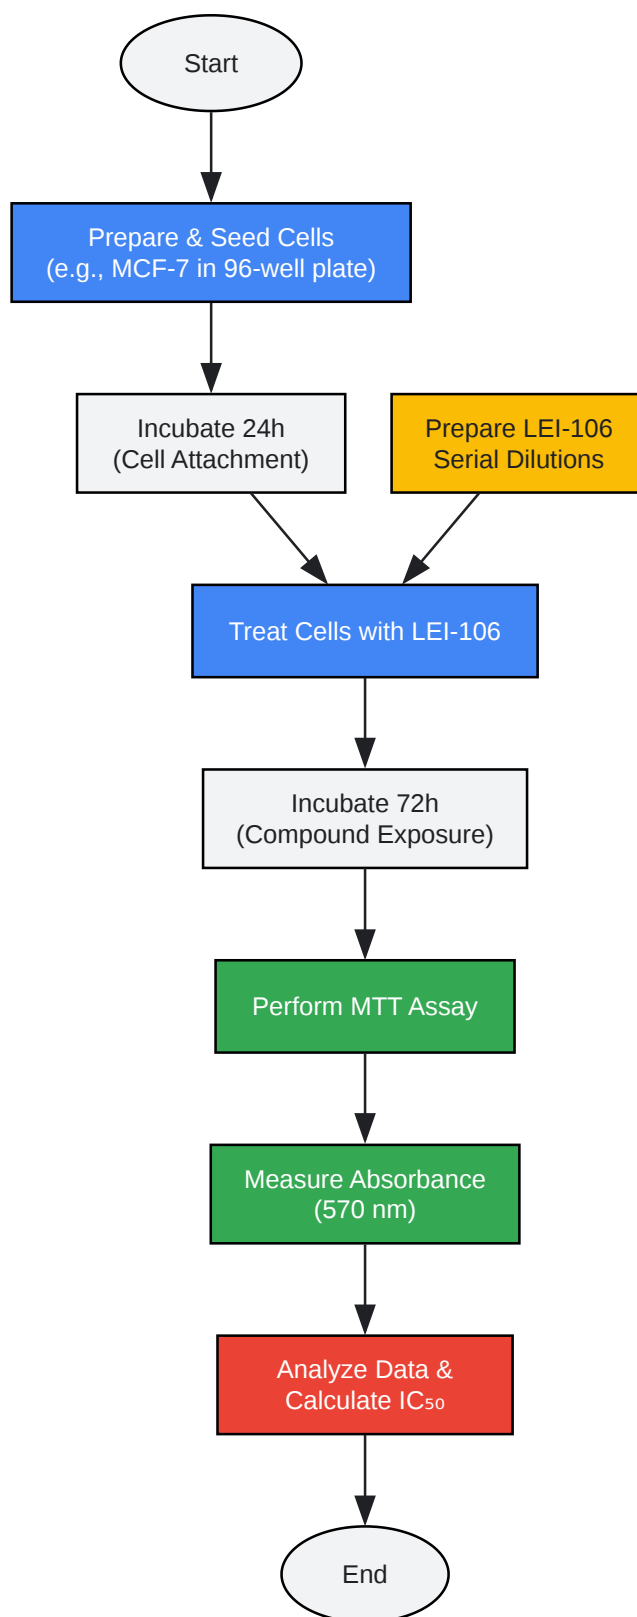 Start
Prepare & Seed Cells
(e.g., MCF-7 in 96-well plate)
Incubate 24h
(Cell Attachment)
Prepare LEI-106
Serial Dilutions
Treat Cells with LEI-106
Incubate 72h
(Compound Exposure)
Perform MTT Assay
Measure Absorbance
(570 nm)
Analyze Data &
Calculate IC₅₀
End